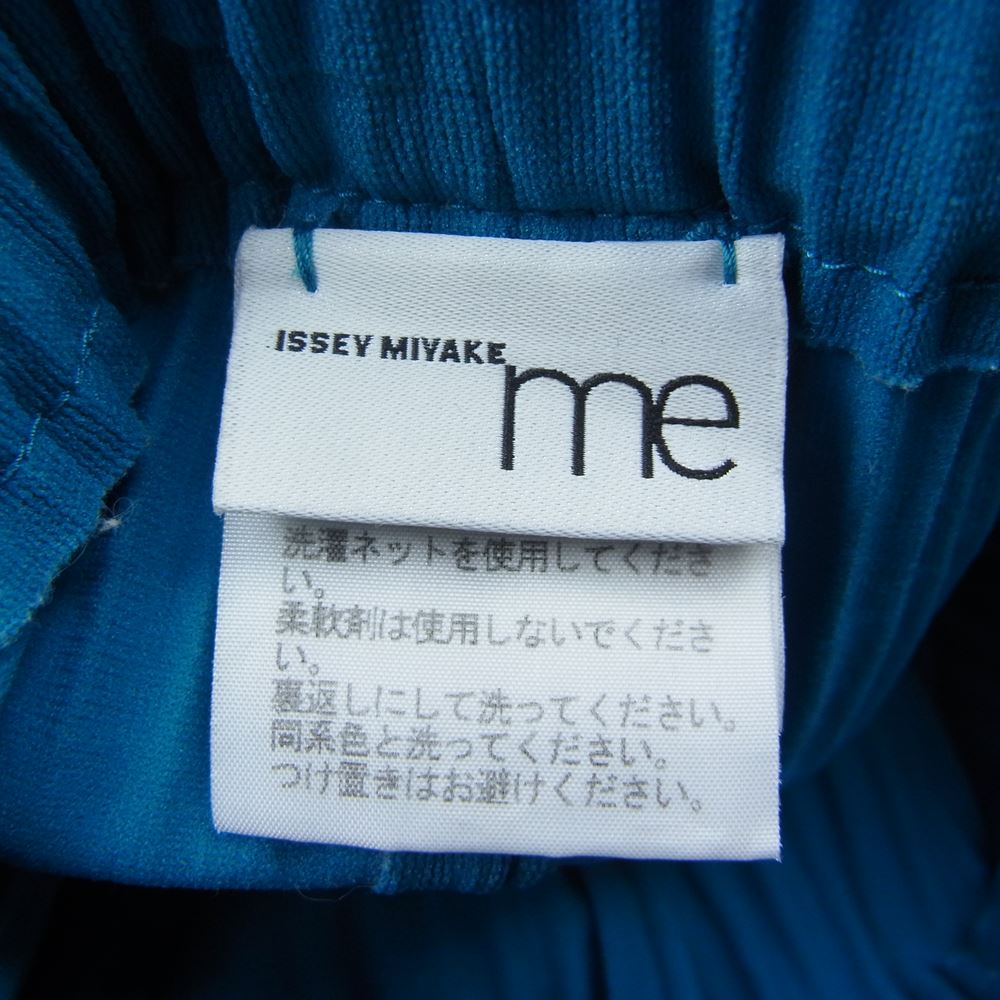 ISSEY MIYAKE
me
洗濯ネットを使用してくださ
い。
柔軟剤は使用しないでくださ
い。
裏返しにして洗ってください。
同系色と洗ってください。
つけ置きはお避けください。